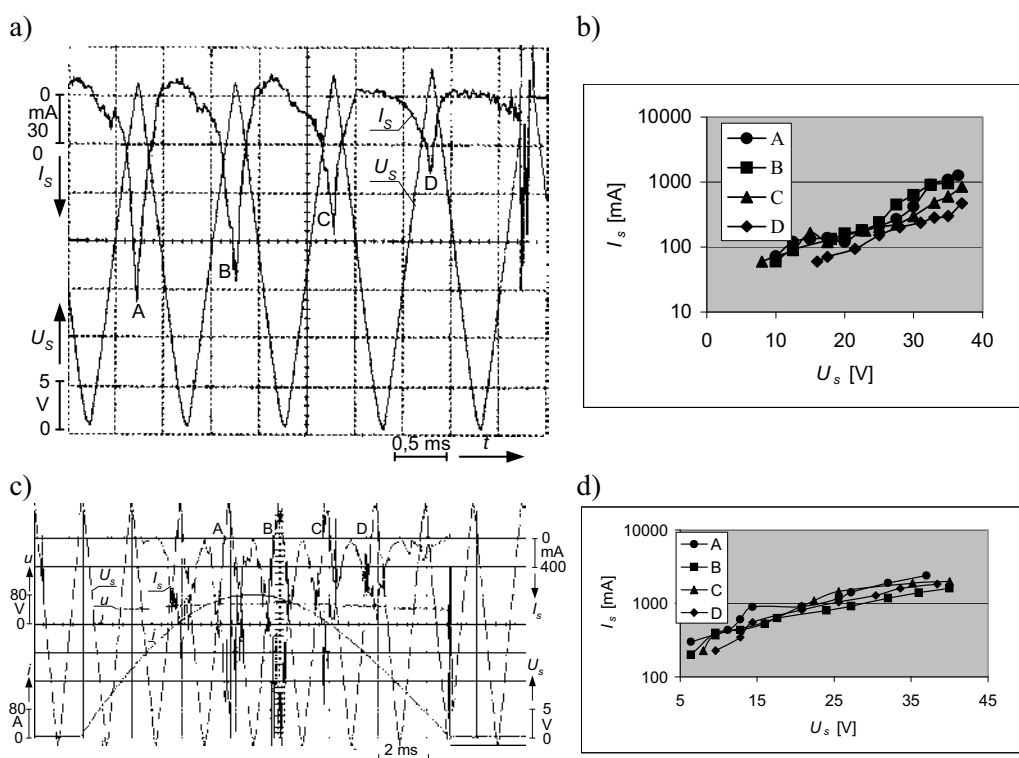 a)
0
mA
30
0
I_s
U_s
5
V
0
I_s
U_s
A
B
C
D
0,5 ms
t
b)
10000
1000
100
10
I_s [mA]
A
B
C
D
0 10 20 30 40
U_s [V]
c)
A B C D
u
U_s
I_s
80
V
u
0
i
i
80
A
0
0
mA
400
I_s
U_s
5
V
0
2 ms
d)
10000
1000
100
I_s [mA]
A
B
C
D
5 15 25 35 45
U_s [V]